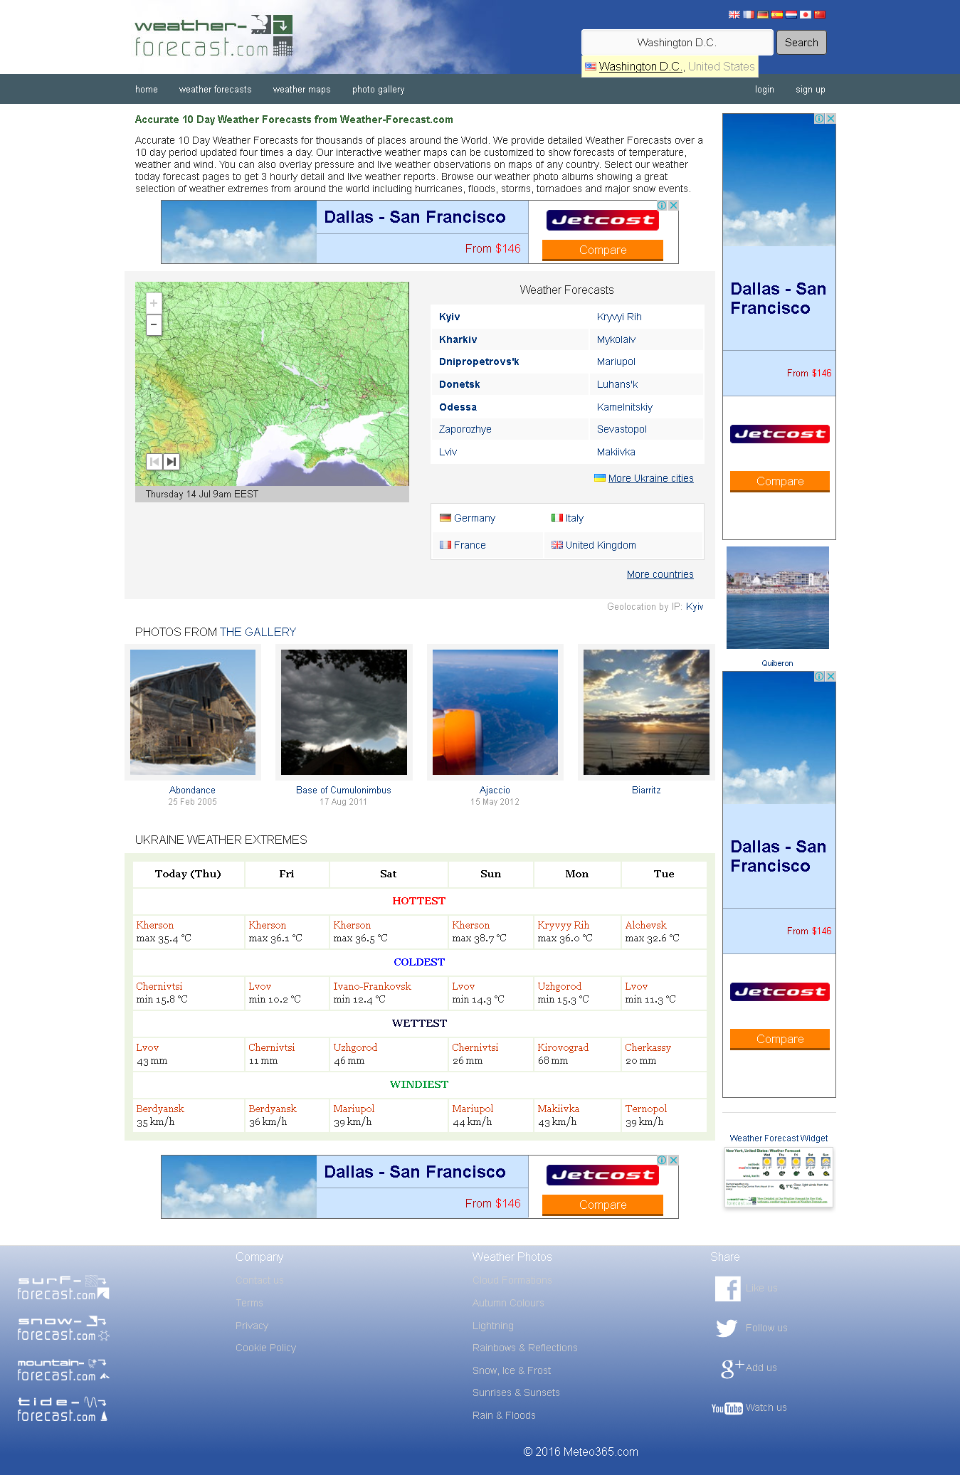 weather-
forecast.com
Washington D.C.
Search
Washington D.C., United States
home
weather forecasts
weather maps
photo gallery
login
sign up
Accurate 10 Day Weather Forecasts from Weather-Forecast.com
Accurate 10 Day Weather Forecasts for thousands of places around the World. We provide detailed Weather Forecasts over a
10 day period updated four times a day. Our interactive weather maps can be customized to show forecasts of temperature,
weather and wind. You can also overlay pressure and live weather observations on maps of any country. Select our weather
today forecast pages to get 3 hourly detail and live weather reports. Browse our weather photo albums showing a great
selection of weather extremes from around the world including hurricanes, floods, storms, tornadoes and major snow events.
Dallas - San Francisco
From $146
Jetcost
Compare
Dallas - San
Francisco
From $146
Jetcost
Compare
+
−
Thursday 14 Jul 9am EEST
Weather Forecasts
Kyiv Kryvyi Rih
Kharkiv Mykolaiv
Dnipropetrovs'k Mariupol
Donetsk Luhans'k
Odessa Kamelnitskiy
Zaporozhye Sevastopol
Lviv Makiivka
More Ukraine cities
Germany Italy
France United Kingdom
More countries
Geolocation by IP: Kyiv
Quiberon
PHOTOS FROM THE GALLERY
Abondance
25 Feb 2005
Base of Cumulonimbus
17 Aug 2011
Ajaccio
15 May 2012
Biarritz
Dallas - San
Francisco
From $146
Jetcost
Compare
UKRAINE WEATHER EXTREMES
Today (Thu) Fri Sat Sun Mon Tue
HOTTEST
Kherson Kherson Kherson Kherson Kryvyy Rih Alchevsk
max 35.4 °C max 36.1 °C max 36.5 °C max 38.7 °C max 36.0 °C max 32.6 °C
COLDEST
Chernivtsi Lvov Ivano-Frankovsk Lvov Uzhgorod Lvov
min 15.8 °C min 10.2 °C min 12.4 °C min 14.3 °C min 15.3 °C min 11.3 °C
WETTEST
Lvov Chernivtsi Uzhgorod Chernivtsi Kirovograd Cherkassy
43 mm 11 mm 46 mm 26 mm 68 mm 20 mm
WINDIEST
Berdyansk Berdyansk Mariupol Mariupol Makiivka Ternopol
35 km/h 36 km/h 39 km/h 44 km/h 43 km/h 39 km/h
Weather Forecast Widget
Dallas - San Francisco
From $146
Jetcost
Compare
surf-
forecast.com
snow-
forecast.com
mountain-
forecast.com
tide-
forecast.com
Company
Contact us
Terms
Privacy
Cookie Policy
Weather Photos
Cloud Formations
Autumn Colours
Lightning
Rainbows & Reflections
Snow, Ice & Frost
Sunrises & Sunsets
Rain & Floods
Share
Like us
Follow us
g+ Add us
YouTube Watch us
© 2016 Meteo365.com